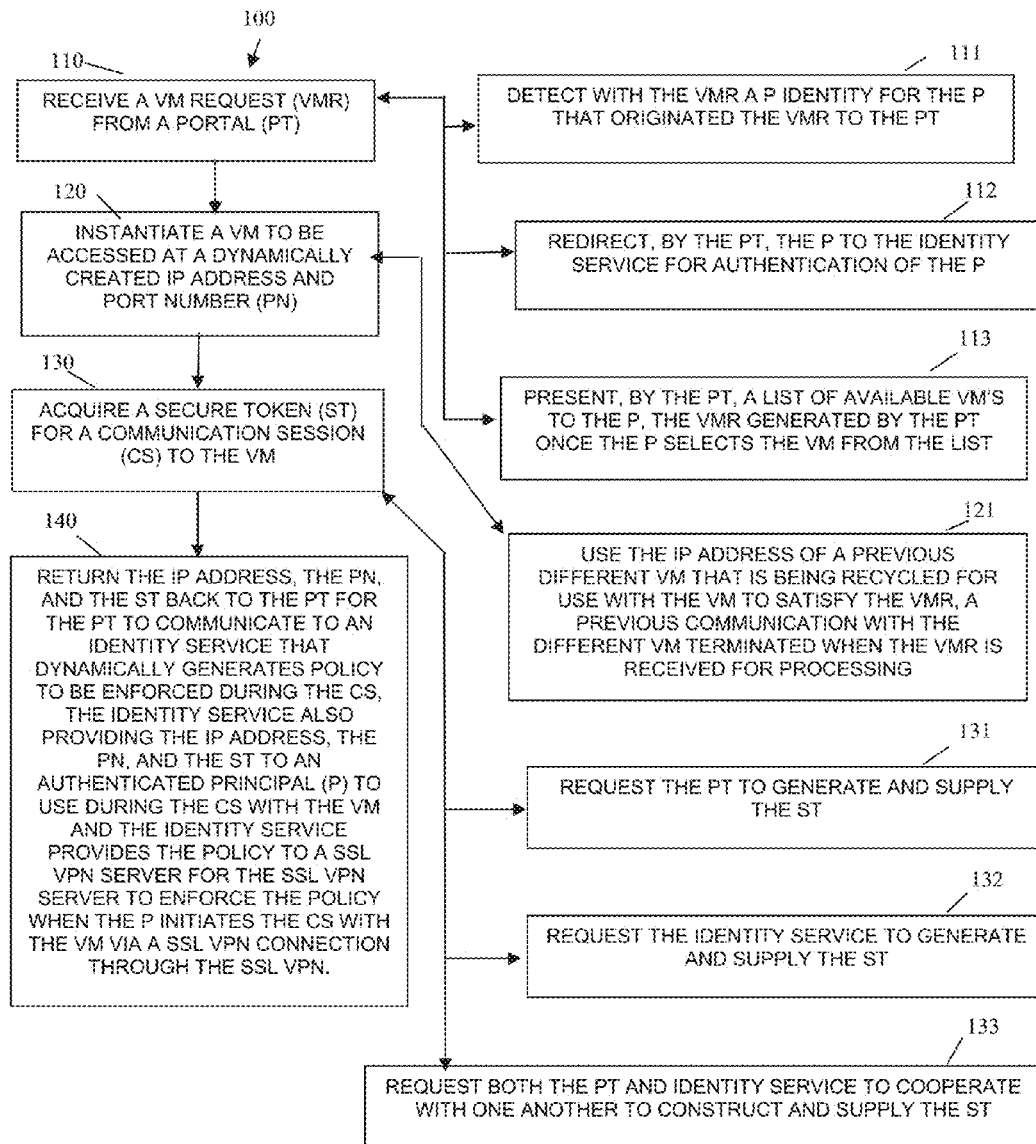 100
110
RECEIVE A VM REQUEST (VMR)
FROM A PORTAL (PT)
111
DETECT WITH THE VMR A P IDENTITY FOR THE P
THAT ORIGINATED THE VMR TO THE PT
112
REDIRECT, BY THE PT, THE P TO THE IDENTITY
SERVICE FOR AUTHENTICATION OF THE P
113
PRESENT, BY THE PT, A LIST OF AVAILABLE VM'S
TO THE P, THE VMR GENERATED BY THE PT
ONCE THE P SELECTS THE VM FROM THE LIST
120
INSTANTIATE A VM TO BE
ACCESSED AT A DYNAMICALLY
CREATED IP ADDRESS AND
PORT NUMBER (PN)
121
USE THE IP ADDRESS OF A PREVIOUS
DIFFERENT VM THAT IS BEING RECYCLED FOR
USE WITH THE VM TO SATISFY THE VMR, A
PREVIOUS COMMUNICATION WITH THE
DIFFERENT VM TERMINATED WHEN THE VMR IS
RECEIVED FOR PROCESSING
130
ACQUIRE A SECURE TOKEN (ST)
FOR A COMMUNICATION SESSION
(CS) TO THE VM
131
REQUEST THE PT TO GENERATE AND SUPPLY
THE ST
132
REQUEST THE IDENTITY SERVICE TO GENERATE
AND SUPPLY THE ST
133
REQUEST BOTH THE PT AND IDENTITY SERVICE TO COOPERATE
WITH ONE ANOTHER TO CONSTRUCT AND SUPPLY THE ST
140
RETURN THE IP ADDRESS, THE PN,
AND THE ST BACK TO THE PT FOR
THE PT TO COMMUNICATE TO AN
IDENTITY SERVICE THAT
DYNAMICALLY GENERATES POLICY
TO BE ENFORCED DURING THE CS,
THE IDENTITY SERVICE ALSO
PROVIDING THE IP ADDRESS, THE
PN, AND THE ST TO AN
AUTHENTICATED PRINCIPAL (P) TO
USE DURING THE CS WITH THE VM
AND THE IDENTITY SERVICE
PROVIDES THE POLICY TO A SSL
VPN SERVER FOR THE SSL VPN
SERVER TO ENFORCE THE POLICY
WHEN THE P INITIATES THE CS WITH
THE VM VIA A SSL VPN CONNECTION
THROUGH THE SSL VPN.